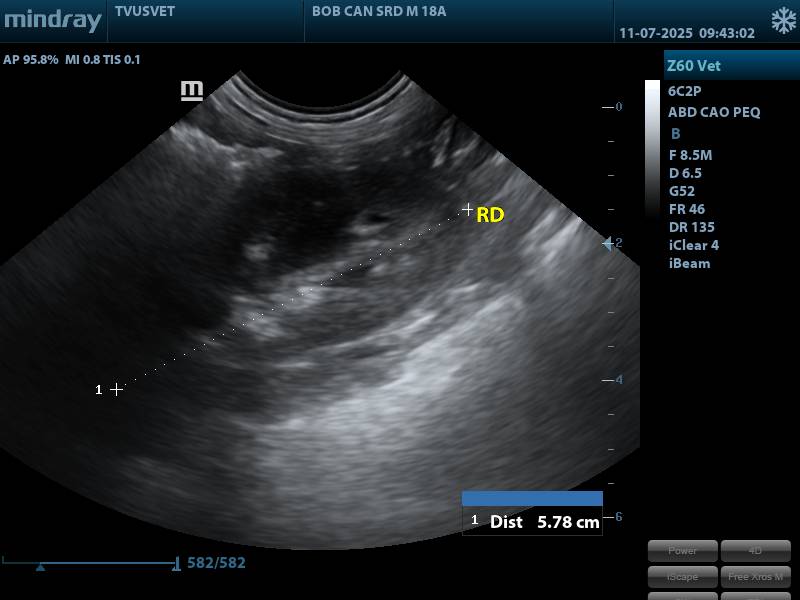 mindray
TVUSVET
BOB CAN SRD M 18A
11-07-2025 09:43:02
AP 95.8% MI 0.8 TIS 0.1
m
Z60 Vet
6C2P
ABD CAO PEQ
B
F 8.5M
D 6.5
G52
FR 46
DR 135
iClear 4
iBeam
0
2
4
6
RD
1
1 Dist 5.78 cm
582/582
Power
4D
iScape
Free Xros M